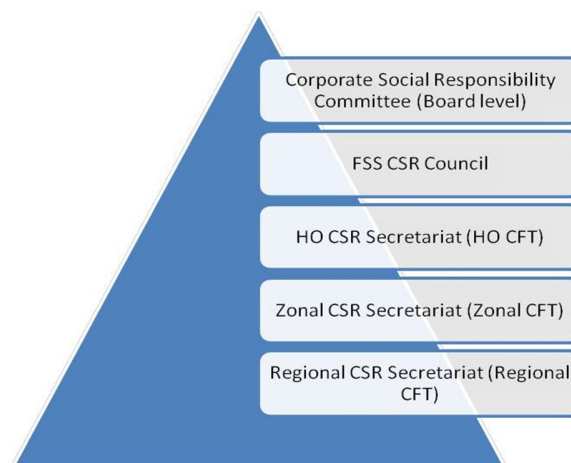 Corporate Social Responsibility
Committee (Board level)
FSS CSR Council
HO CSR Secretariat (HO CFT)
Zonal CSR Secretariat (Zonal CFT)
Regional CSR Secretariat (Regional
CFT)